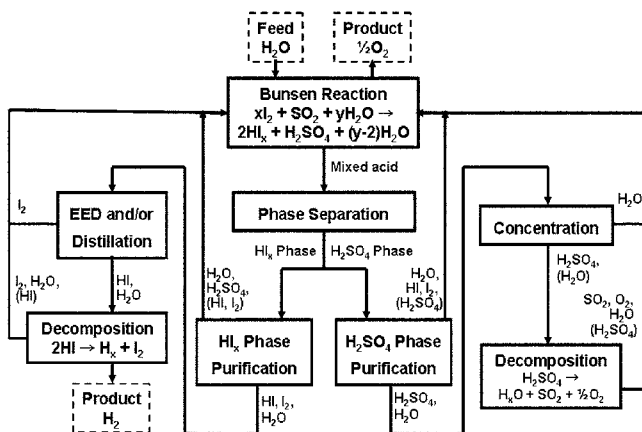 Feed
H₂O
Product
½O₂
Bunsen Reaction
xI₂ + SO₂ + yH₂O →
2HIₓ + H₂SO₄ + (y-2)H₂O
Mixed acid
Phase Separation
HIₓ Phase
H₂SO₄ Phase
I₂
EED and/or
Distillation
I₂, H₂O,
(HI)
HI,
H₂O
Decomposition
2HI → Hₓ + I₂
Product
H₂
H₂O,
H₂SO₄,
(HI, I₂)
HIₓ Phase
Purification
HI, I₂,
H₂O
H₂O,
HI, I₂,
(H₂SO₄)
H₂SO₄ Phase
Purification
H₂SO₄,
H₂O
Concentration
H₂O
H₂SO₄,
(H₂O)
SO₂, O₂,
H₂O
(H₂SO₄)
Decomposition
H₂SO₄ →
HₓO + SO₂ + ½O₂